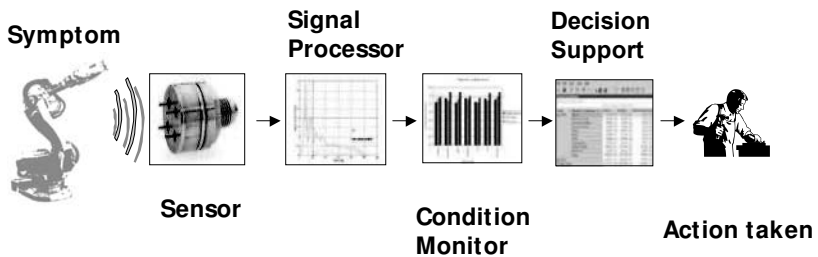 Symptom
Signal
Processor
Decision
Support
Sensor
Condition
Monitor
Action taken